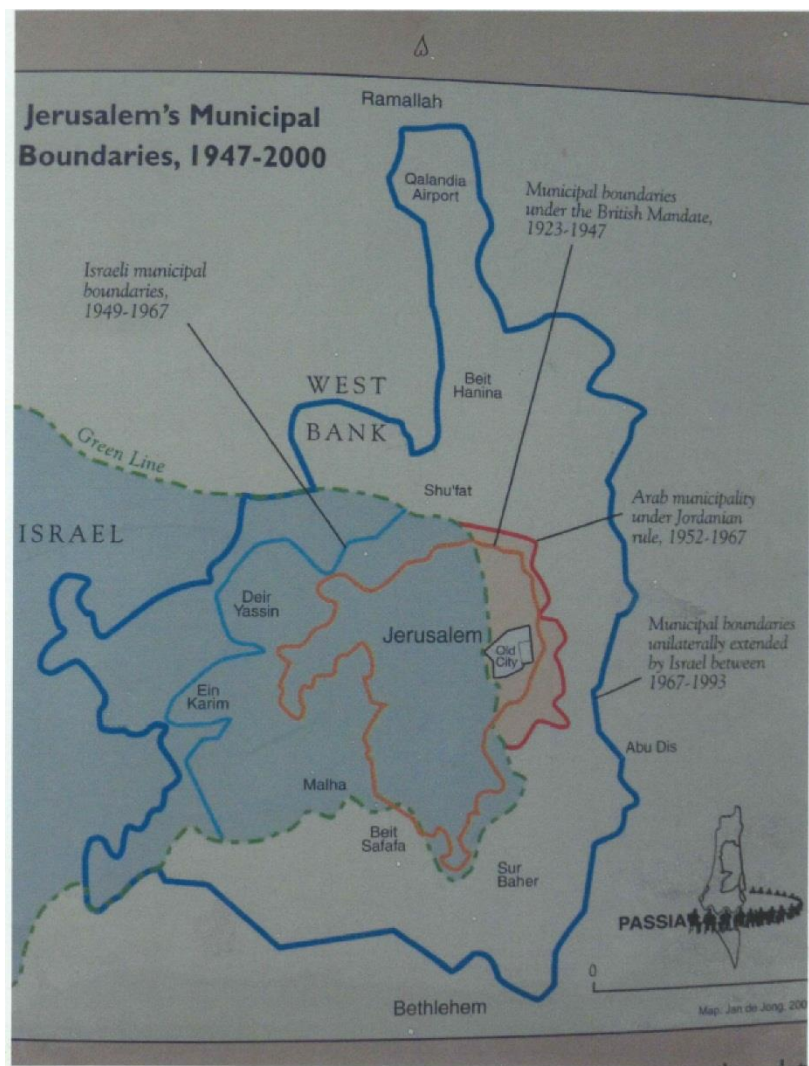 Jerusalem's Municipal
Boundaries, 1947-2000
Ramallah
Qalandia
Airport
Municipal boundaries
under the British Mandate,
1923-1947
Israeli municipal
boundaries,
1949-1967
WEST
BANK
Beit
Hanina
Green Line
Shu'fat
ISRAEL
Arab municipality
under Jordanian
rule, 1952-1967
Deir
Yassin
Jerusalem
Old
City
Municipal boundaries
unilaterally extended
by Israel between
1967-1993
Ein
Karim
Abu Dis
Malha
Beit
Safafa
Sur
Baher
PASSIA
0
Bethlehem
Map: Jan de Jong, 200